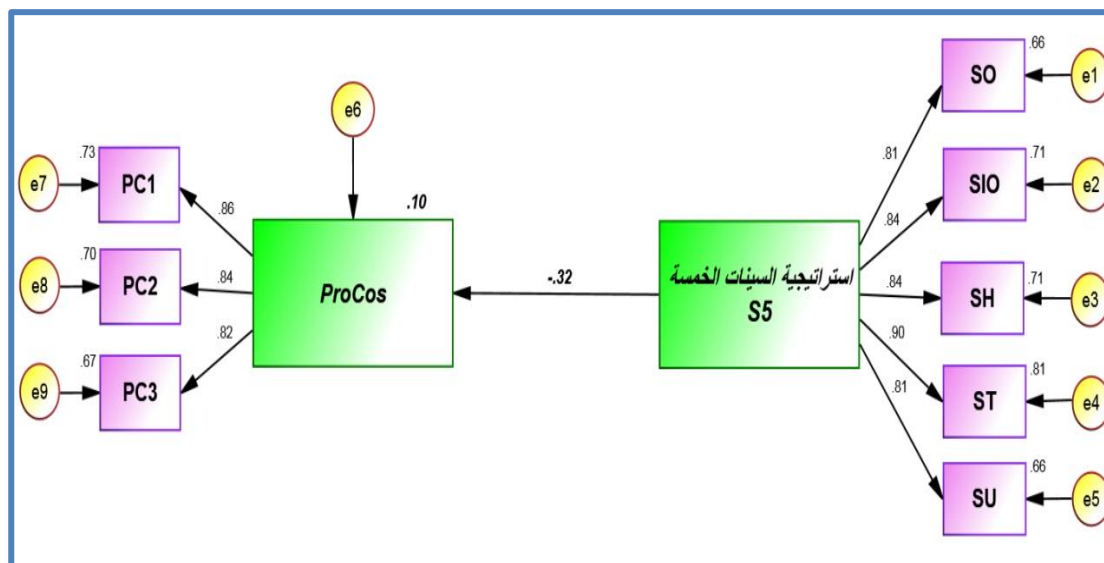 .66
SO
e1
e6
.73
.81
.71
e7
PC1
SIO
e2
.86
.84
.10
.70
استراتيجية السينات الخمسة
S5
.71
e8
PC2
.84
ProCos
-.32
.84
SH
e3
.82
.90
.67
.81
e9
PC3
.81
ST
e4
.66
SU
e5